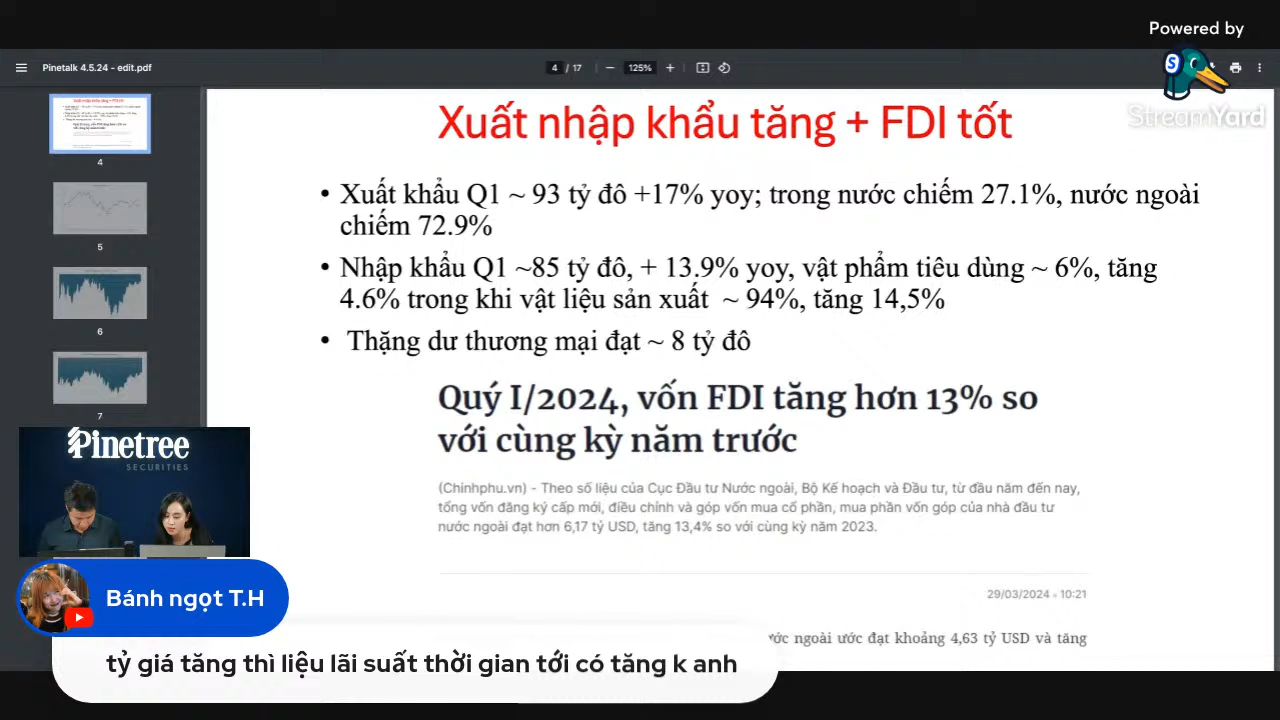 Powered by
StreamYard
Pinetalk 4.5.24 - edit.pdf
4 / 17
125%
Xuất nhập khẩu tăng + FDI tốt
• Xuất khẩu Q1 ~ 93 tỷ đô +17% yoy; trong nước chiếm 27.1%, nước ngoài
chiếm 72.9%
• Nhập khẩu Q1 ~85 tỷ đô, + 13.9% yoy, vật phẩm tiêu dùng ~ 6%, tăng
4.6% trong khi vật liệu sản xuất ~ 94%, tăng 14,5%
• Thặng dư thương mại đạt ~ 8 tỷ đô
Quý I/2024, vốn FDI tăng hơn 13% so
với cùng kỳ năm trước
(Chinhphu.vn) - Theo số liệu của Cục Đầu tư Nước ngoài, Bộ Kế hoạch và Đầu tư, từ đầu năm đến nay,
tổng vốn đăng ký cấp mới, điều chỉnh và góp vốn mua cổ phần, mua phần vốn góp của nhà đầu tư
nước ngoài đạt hơn 6,17 tỷ USD, tăng 13,4% so với cùng kỳ năm 2023.
29/03/2024 10:21
ngoài ước đạt khoảng 4,63 tỷ USD và tăng
4
5
6
7
Pinetree
SECURITIES
Bánh ngọt T.H
tỷ giá tăng thì liệu lãi suất thời gian tới có tăng k anh